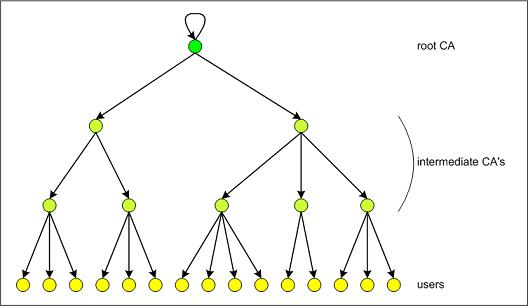 root CA
intermediate CA's
users